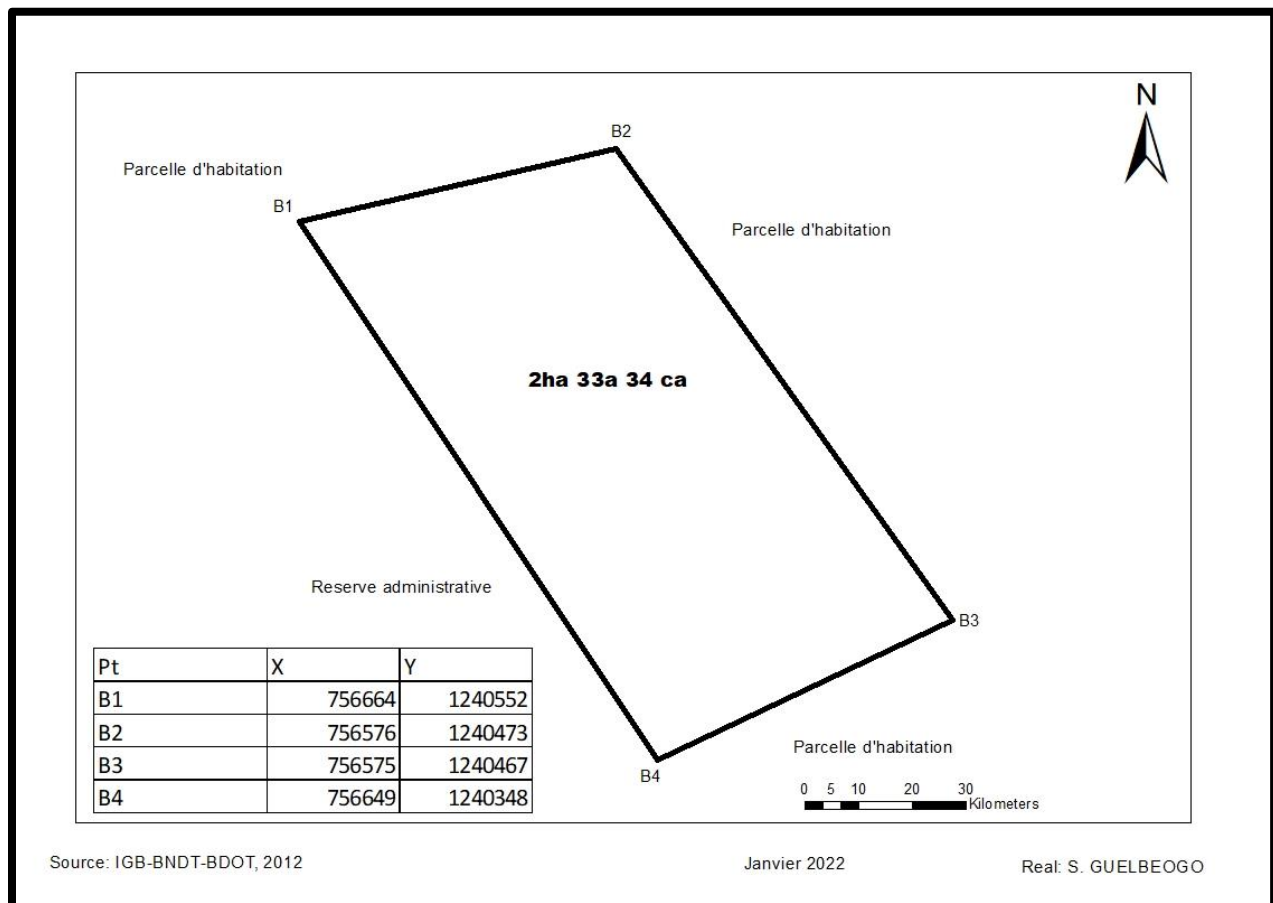 N
B2
Parcelle d'habitation
B1
Parcelle d'habitation
2ha 33a 34 ca
Reserve administrative
B3
Pt X Y
B1 756664 1240552
B2 756576 1240473
B3 756575 1240467
B4 756649 1240348
Parcelle d'habitation
B4
0 5 10 20 30
Kilometers
Source: IGB-BNDT-BDOT, 2012 Janvier 2022 Real: S. GUELBEOGO